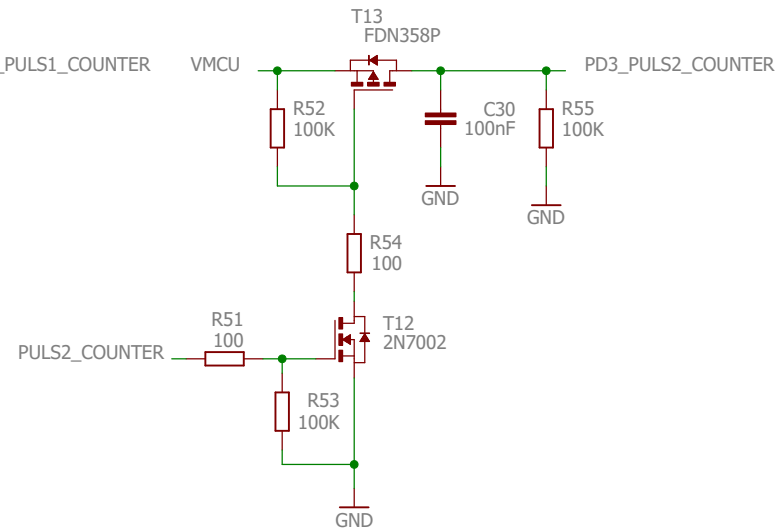 T13
FDN358P
_PULS1_COUNTER
VMCU
PD3_PULS2_COUNTER
R52
100K
C30
100nF
R55
100K
GND
GND
R54
100
R51
100
T12
2N7002
PULS2_COUNTER
R53
100K
GND